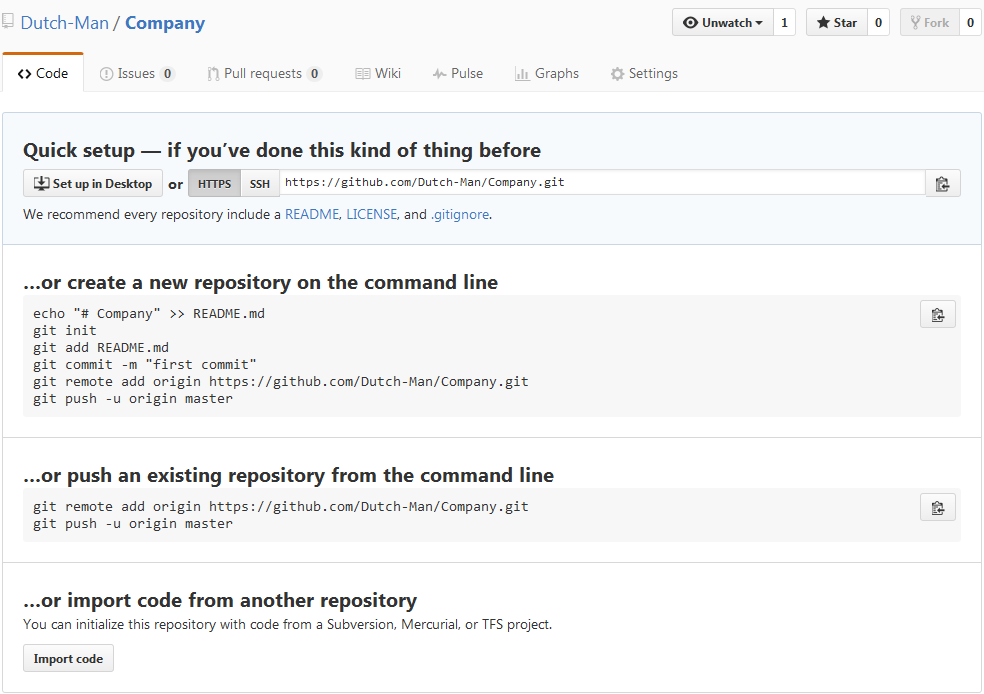 Dutch-Man / Company
Unwatch 1 Star 0 Fork 0
Code Issues 0 Pull requests 0 Wiki Pulse Graphs Settings
Quick setup — if you’ve done this kind of thing before
Set up in Desktop or HTTPS SSH https://github.com/Dutch-Man/Company.git
We recommend every repository include a README, LICENSE, and .gitignore.
…or create a new repository on the command line
echo "# Company" >> README.md
git init
git add README.md
git commit -m "first commit"
git remote add origin https://github.com/Dutch-Man/Company.git
git push -u origin master
…or push an existing repository from the command line
git remote add origin https://github.com/Dutch-Man/Company.git
git push -u origin master
…or import code from another repository
You can initialize this repository with code from a Subversion, Mercurial, or TFS project.
Import code